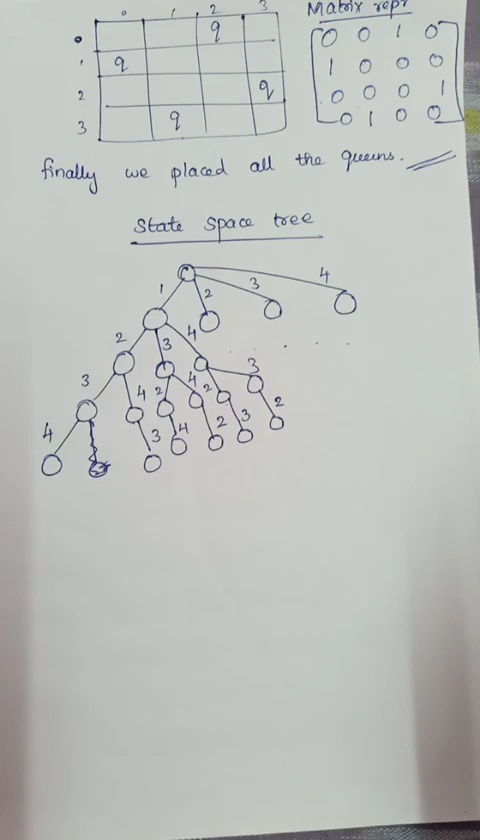 0 1 2 3
0 q
1 q
2 q
3 q
Matrix repr
0 0 1 0
1 0 0 0
0 0 0 1
0 1 0 0
finally we placed all the queens.
State Space tree
1 2 3 4
2 3 4
3 4 2 4 2 3
4 3 4 2 3 2